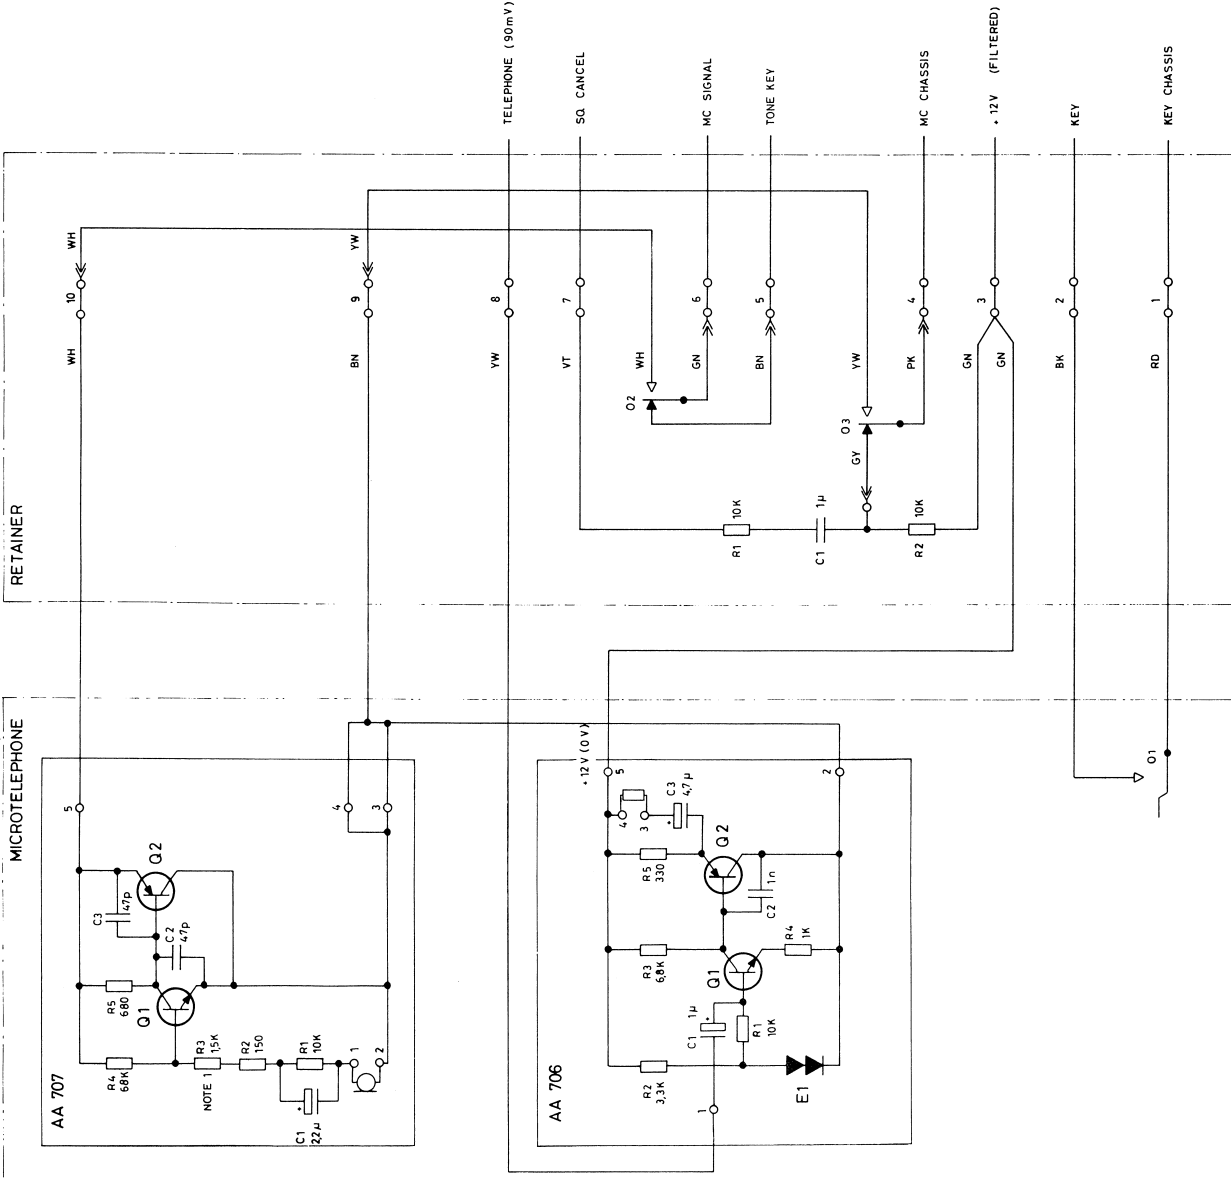 TELEPHONE (90mV)
SQ CANCEL
MC SIGNAL
TONE KEY
MC CHASSIS
+ 12V (FILTERED)
KEY
KEY CHASSIS
RETAINER
WH
10
WH
YW
9
BN
8
YW
7
VT
WH
O2
6
GN
5
BN
YW
O3
GY
4
PK
3
GN
GN
2
BK
1
RD
R1
10K
C1
1µ
R2
10K
MICROTELEPHONE
AA 707
5
4
3
C3
47p
Q2
C2
47p
R5
680
Q1
R4
68K
R3
1,5K
NOTE 1
R2
150
R1
10K
C1
2,2µ
+
1
2
AA 706
+12V (0V)
5
2
4
3
C3
4,7µ
+
R5
330
Q2
C2
1n
R3
6,8K
Q1
R4
1K
C1
1µ
+
R1
10K
R2
3,3K
E1
1
O1